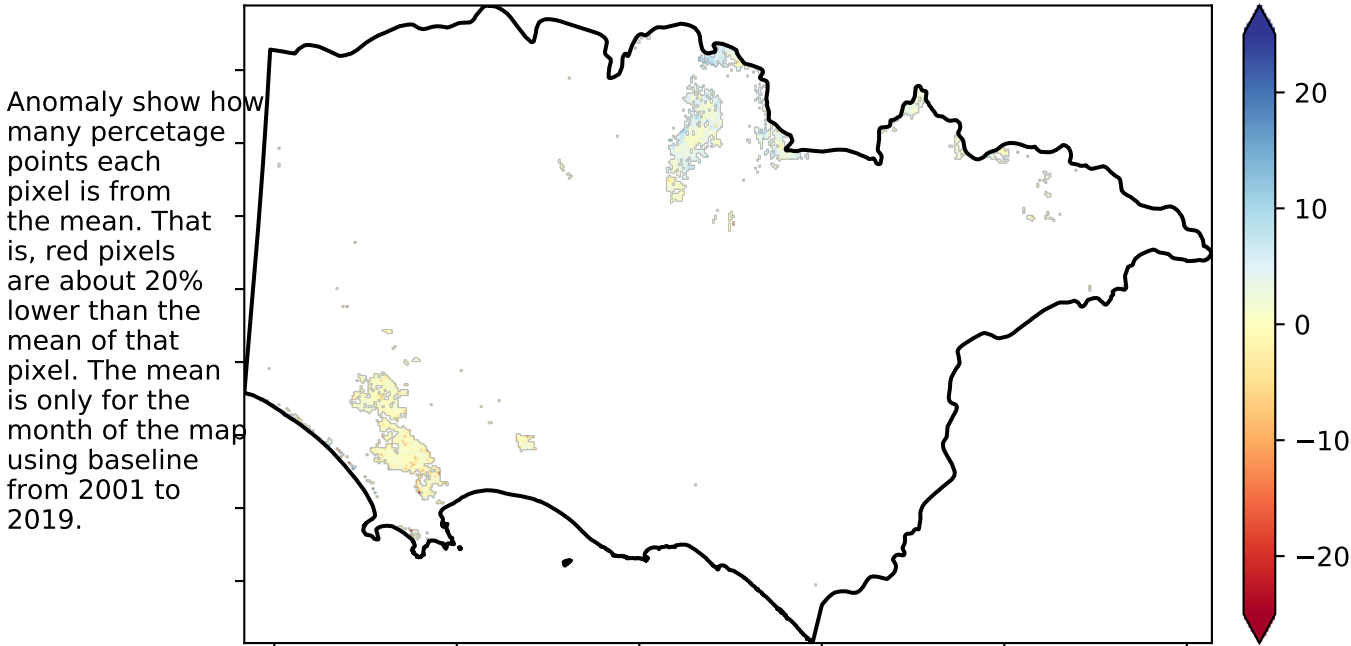 Anomaly show how
many percetage
points each
pixel is from
the mean. That
is, red pixels
are about 20%
lower than the
mean of that
pixel. The mean
is only for the
month of the map
using baseline
from 2001 to
2019.
20
10
0
−10
−20